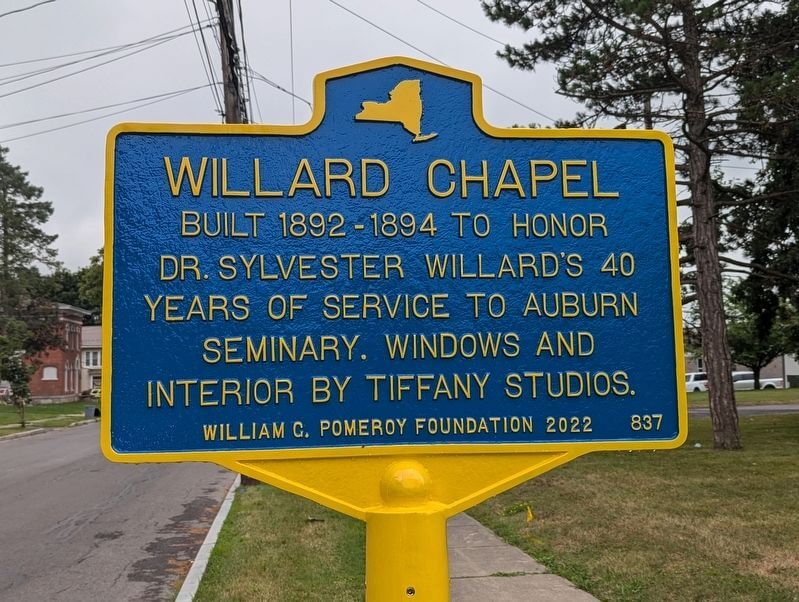 WILLARD CHAPEL
BUILT 1892-1894 TO HONOR
DR. SYLVESTER WILLARD'S 40
YEARS OF SERVICE TO AUBURN
SEMINARY. WINDOWS AND
INTERIOR BY TIFFANY STUDIOS.
WILLIAM G. POMEROY FOUNDATION 2022 837